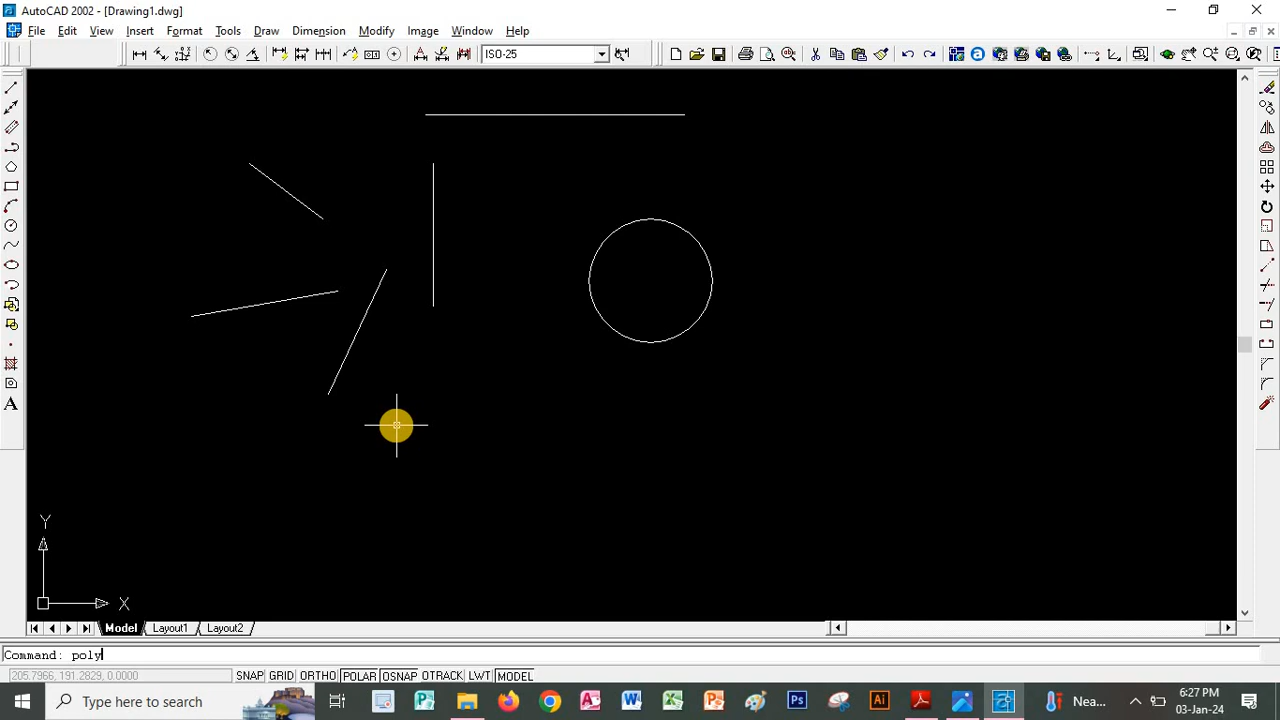 AutoCAD 2002 - [Drawing1.dwg]
File Edit View Insert Format Tools Draw Dimension Modify Image Window Help
ISO-25
Y
X
Model Layout1 Layout2
Command: poly
205.7966, 191.2829, 0.0000 SNAP GRID ORTHO POLAR OSNAP OTRACK LWT MODEL
Type here to search
Nea...
6:27 PM
03-Jan-24